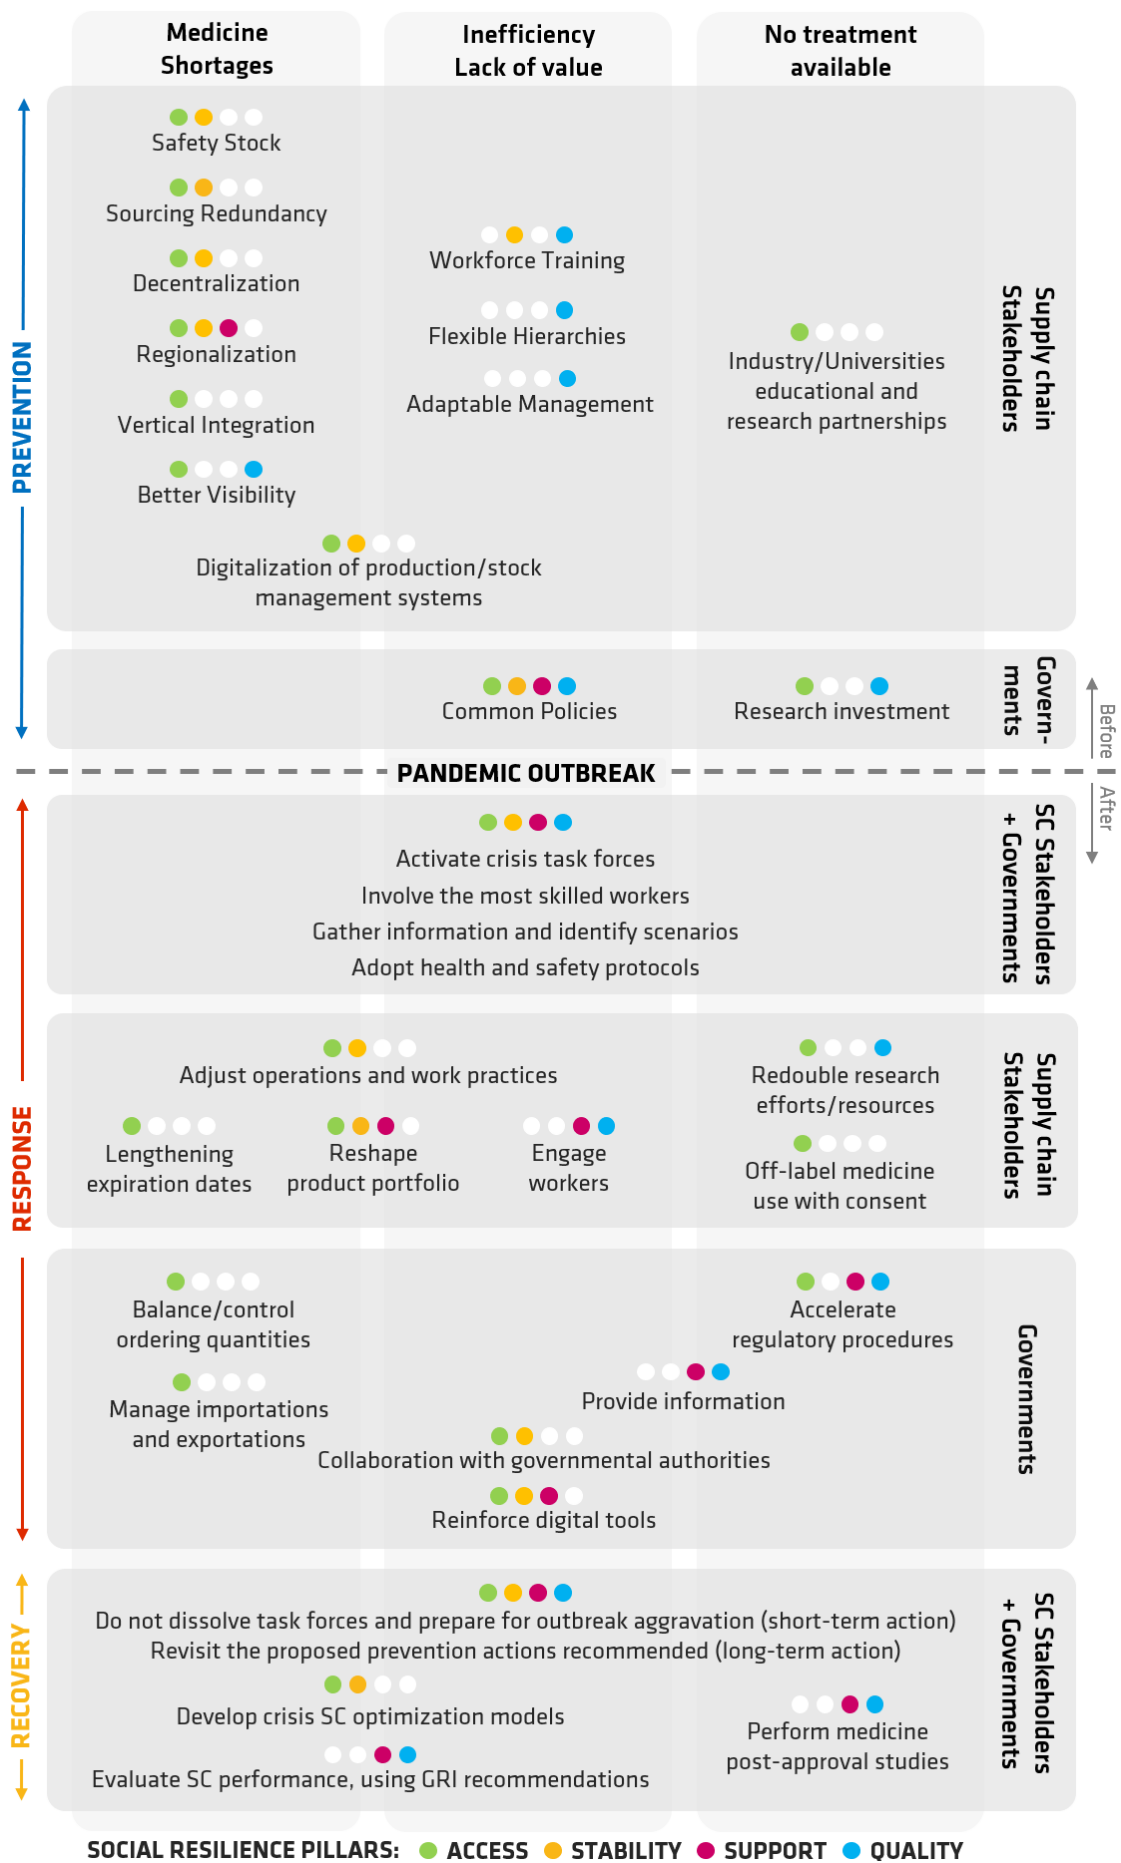 Medicine
Shortages
Inefficiency
Lack of value
No treatment
available
PREVENTION
Safety Stock
Sourcing Redundancy
Decentralization
Regionalization
Vertical Integration
Better Visibility
Workforce Training
Flexible Hierarchies
Adaptable Management
Industry/Universities
educational and
research partnerships
Digitalization of production/stock
management systems
Supply chain
Stakeholders
Common Policies
Research investment
Govern-
ments
Before
PANDEMIC OUTBREAK
After
RESPONSE
Activate crisis task forces
Involve the most skilled workers
Gather information and identify scenarios
Adopt health and safety protocols
SC Stakeholders
+ Governments
Adjust operations and work practices
Lengthening
expiration dates
Reshape
product portfolio
Engage
workers
Redouble research
efforts/resources
Off-label medicine
use with consent
Supply chain
Stakeholders
Balance/control
ordering quantities
Manage importations
and exportations
Accelerate
regulatory procedures
Provide information
Collaboration with governmental authorities
Reinforce digital tools
Governments
RECOVERY
Do not dissolve task forces and prepare for outbreak aggravation (short-term action)
Revisit the proposed prevention actions recommended (long-term action)
Develop crisis SC optimization models
Evaluate SC performance, using GRI recommendations
Perform medicine
post-approval studies
SC Stakeholders
+ Governments
SOCIAL RESILIENCE PILLARS: ACCESS STABILITY SUPPORT QUALITY